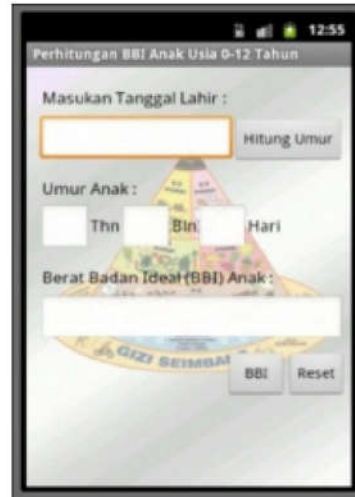 12:55
Perhitungan BBI Anak Usia 0-12 Tahun
Masukan Tanggal Lahir :
Hitung Umur
Umur Anak :
Thn Bln Hari
Berat Badan Ideal (BBI) Anak :
GIZI SEIMBANG
BBI Reset